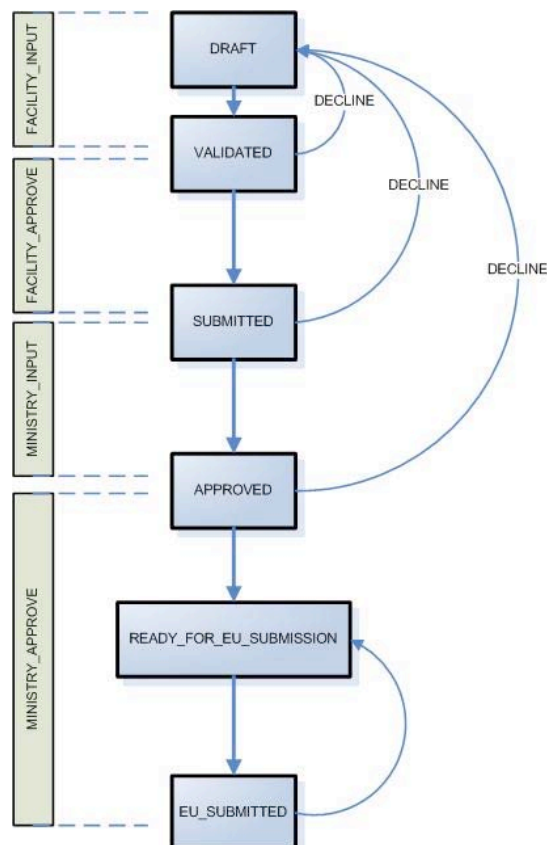 FACILITY_INPUT
DRAFT
DECLINE
VALIDATED
FACILITY_APPROVE
DECLINE
DECLINE
SUBMITTED
MINISTRY_INPUT
APPROVED
MINISTRY_APPROVE
READY_FOR_EU_SUBMISSION
EU_SUBMITTED